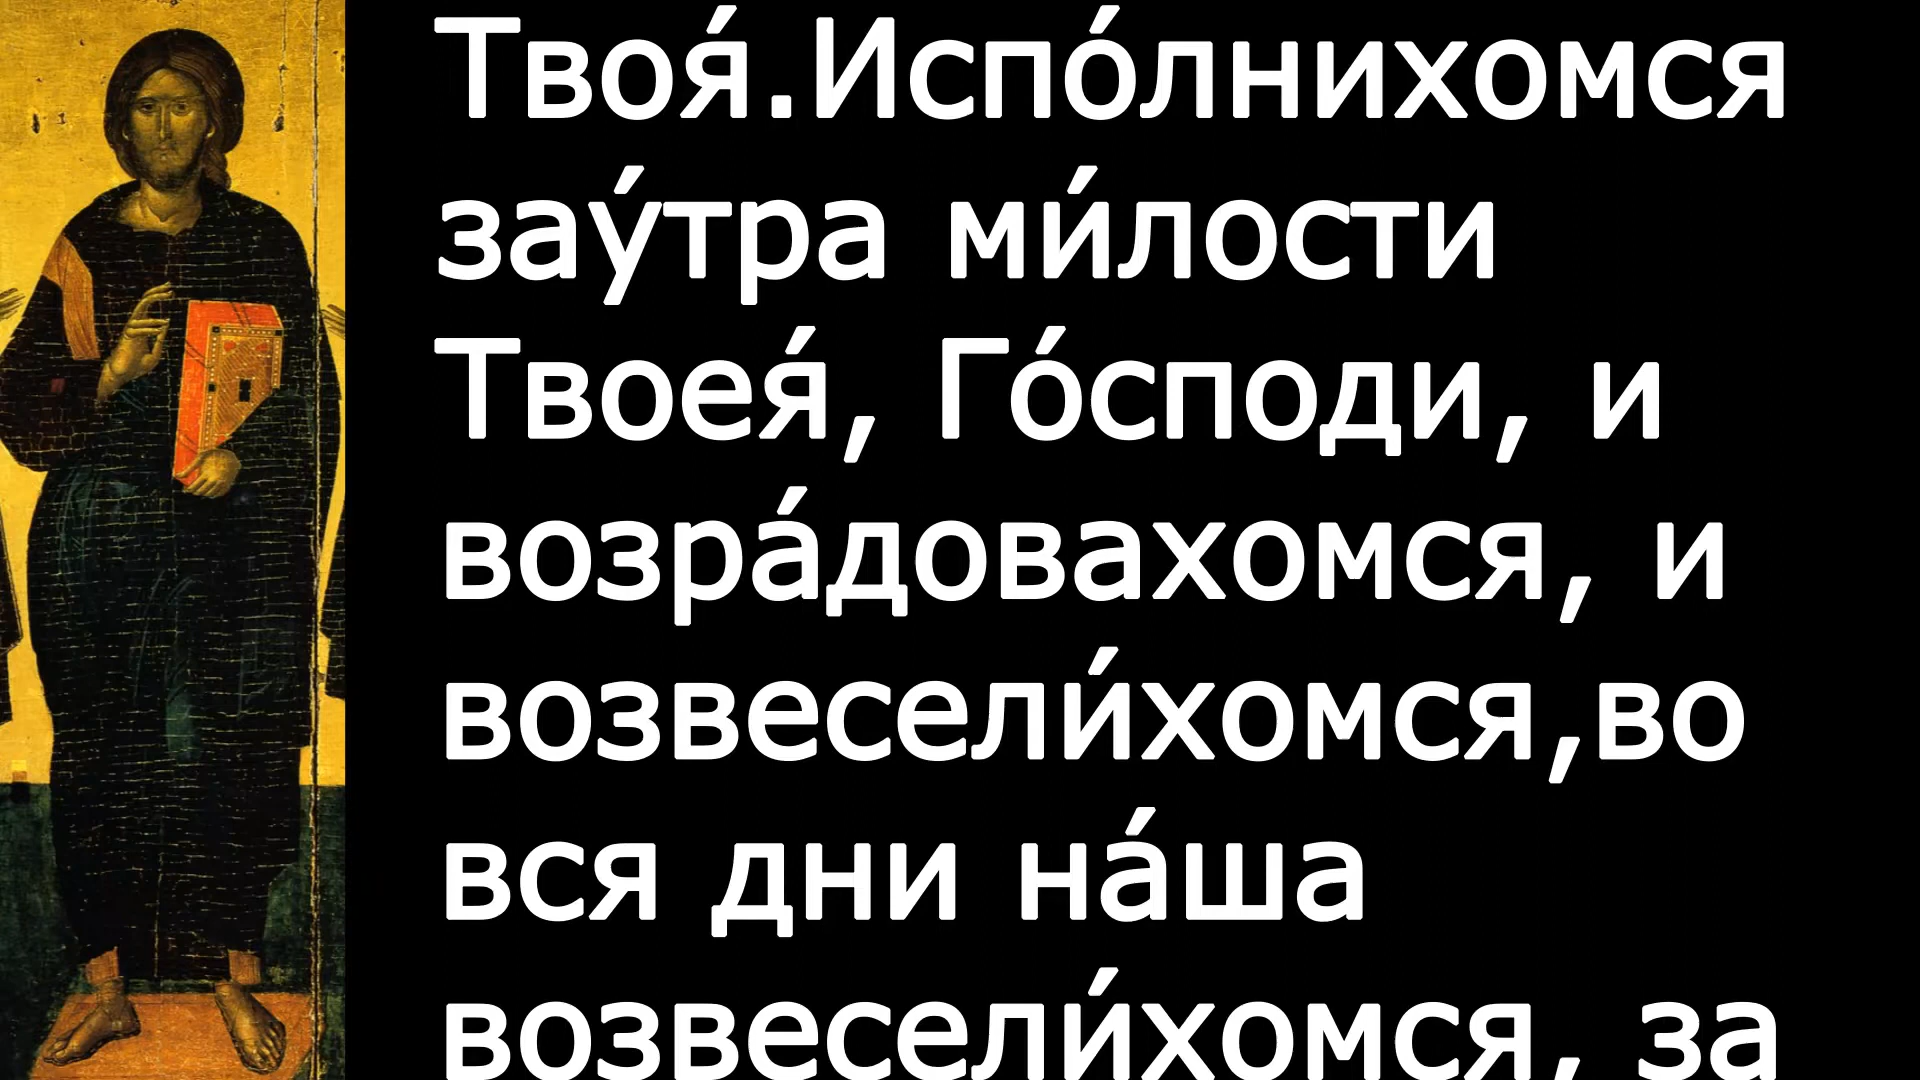 Твоя́.Испо́лнихомся
зау́тра ми́лости
Твоея́, Го́споди, и
возра́довахомся, и
возвесели́хомся,во
вся дни на́ша
возвесели́хомся, за